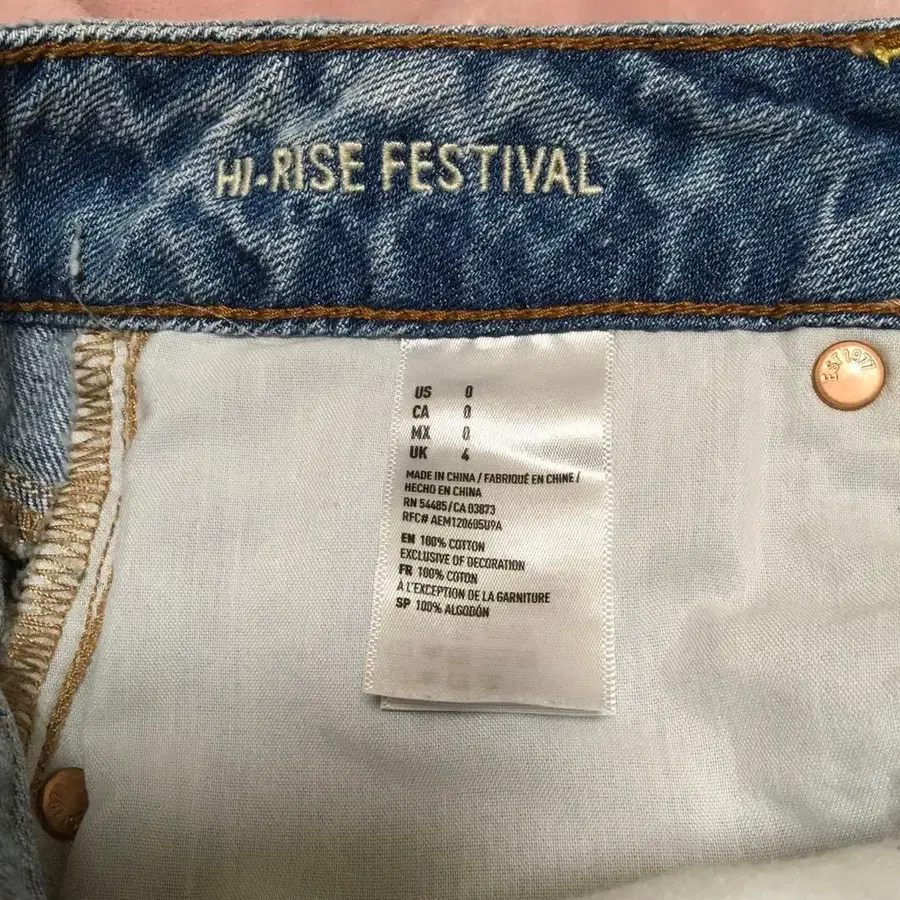 HI-RISE FESTIVAL
EST 1977
US 0
CA 0
MX 0
UK 4
MADE IN CHINA / FABRIQUÉ EN CHINE /
HECHO EN CHINA
RN 54485/CA 03873
RFC# AEM120605U9A
EN 100% COTTON
EXCLUSIVE OF DECORATION
FR 100% COTON
À L'EXCEPTION DE LA GARNITURE
SP 100% ALGODÓN